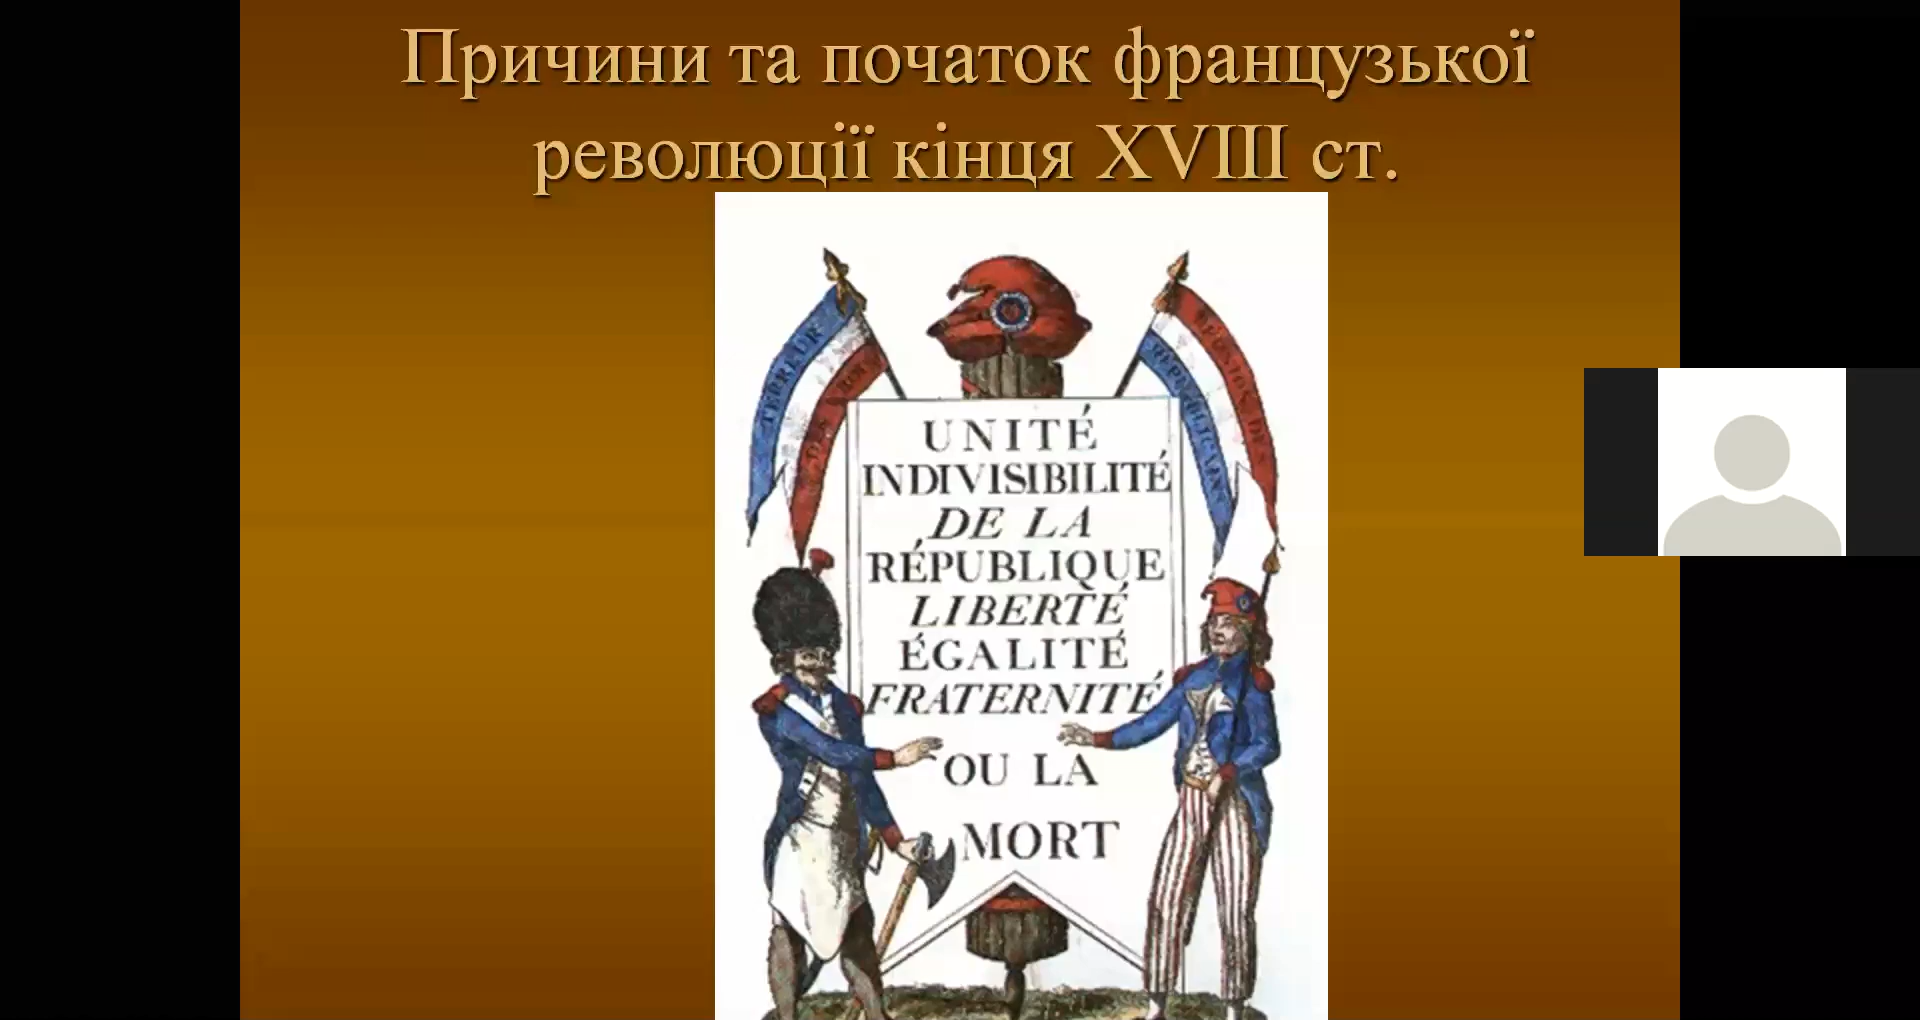 Причини та початок французької
революції кінця XVIII ст.
TERREUR
UNITÉ
INDIVISIBILITÉ
DE LA
RÉPUBLIQUE
LIBERTÉ
ÉGALITÉ
FRATERNITÉ
OU LA
MORT